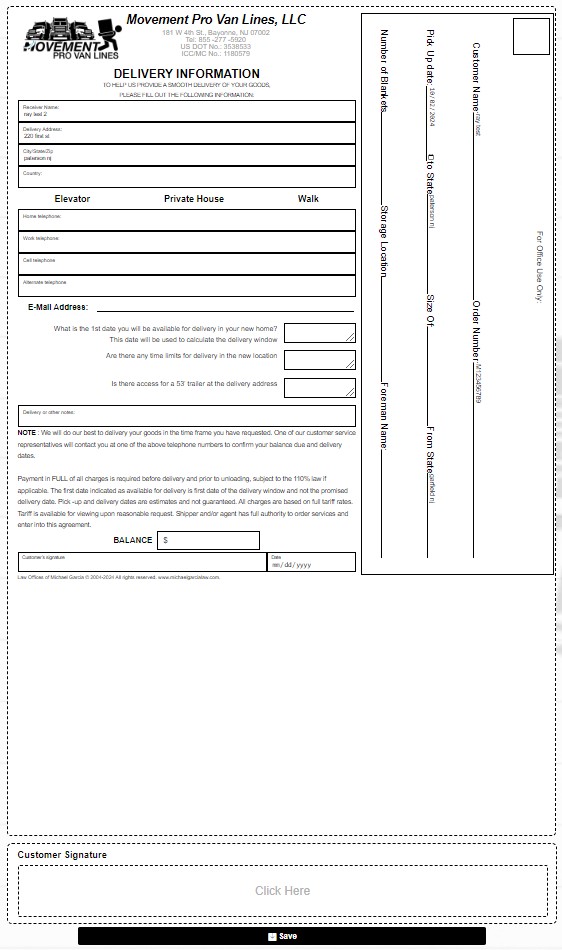 MOVEMENT
PRO VAN LINES
Movement Pro Van Lines, LLC
181 W 4th St., Bayonne, NJ 07002
Tel: 855 -277 -5920
US DOT No.: 3538533
ICC/MC No.: 1180579
DELIVERY INFORMATION
TO HELP US PROVIDE A SMOOTH DELIVERY OF YOUR GOODS,
PLEASE FILL OUT THE FOLLOWING INFORMATION:
Receiver Name:
ray test 2
Delivery Address:
220 first st
City/State/Zip
paterson nj
Country:
Elevator Private House Walk
Home telephone:
Work telephone:
Cell telephone
Alternate telephone
E-Mail Address:
What is the 1st date you will be available for delivery in your new home?
This date will be used to calculate the delivery window
Are there any time limits for delivery in the new location
Is there access for a 53' trailer at the delivery address
Delivery or other notes:
NOTE : We will do our best to delivery your goods in the time frame you have requested. One of our customer service
representatives will contact you at one of the above telephone numbers to confirm your balance due and delivery
dates.
Payment in FULL of all charges is required before delivery and prior to unloading, subject to the 110% law if
applicable. The first date indicated as available for delivery is first date of the delivery window and not the promised
delivery date. Pick -up and delivery dates are estimates and not guaranteed. All charges are based on full tariff rates.
Tariff is available for viewing upon reasonable request. Shipper and/or agent has full authority to order services and
enter into this agreement.
BALANCE $
Customer's signature
Date
mm/dd/yyyy
Law Offices of Michael Garcia © 2004-2024 All rights reserved. www.michaelgarcialaw.com.
For Office Use Only:
Customer Name: ray test Order Number: M123456789
Pick Up date: 10/02/2024 To State paterson nj Size Of: From State garfield nj
Number of Blankets Storage Location Foreman Name:
Customer Signature
Click Here
Save